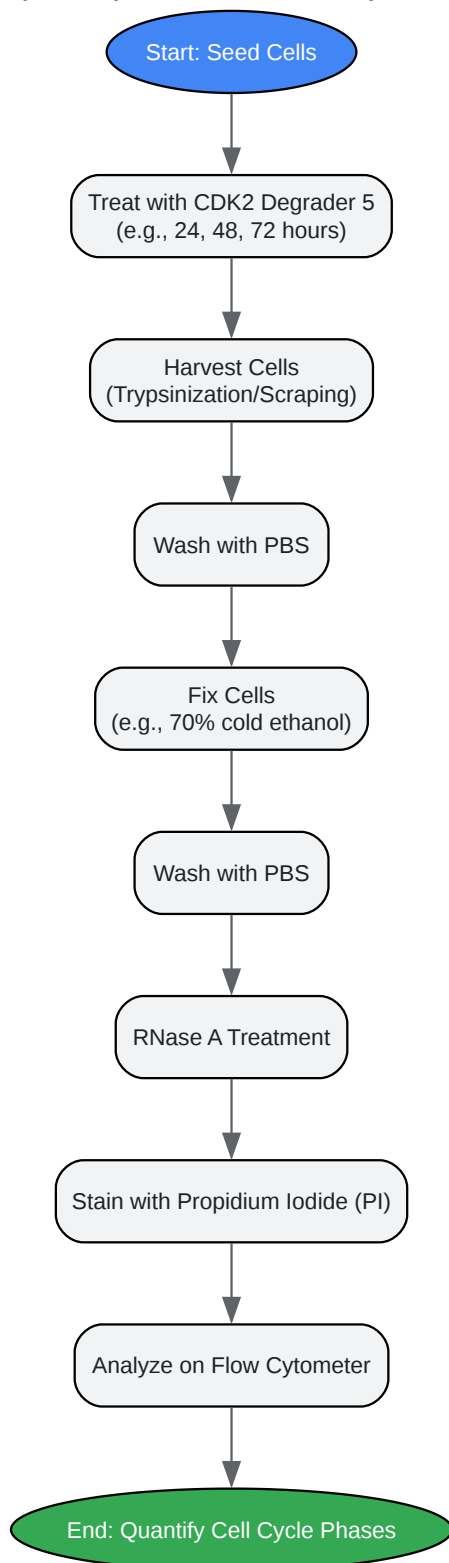 Start: Seed Cells
Treat with CDK2 Degrader 5
(e.g., 24, 48, 72 hours)
Harvest Cells
(Trypsinization/Scraping)
Wash with PBS
Fix Cells
(e.g., 70% cold ethanol)
Wash with PBS
RNase A Treatment
Stain with Propidium Iodide (PI)
Analyze on Flow Cytometer
End: Quantify Cell Cycle Phases